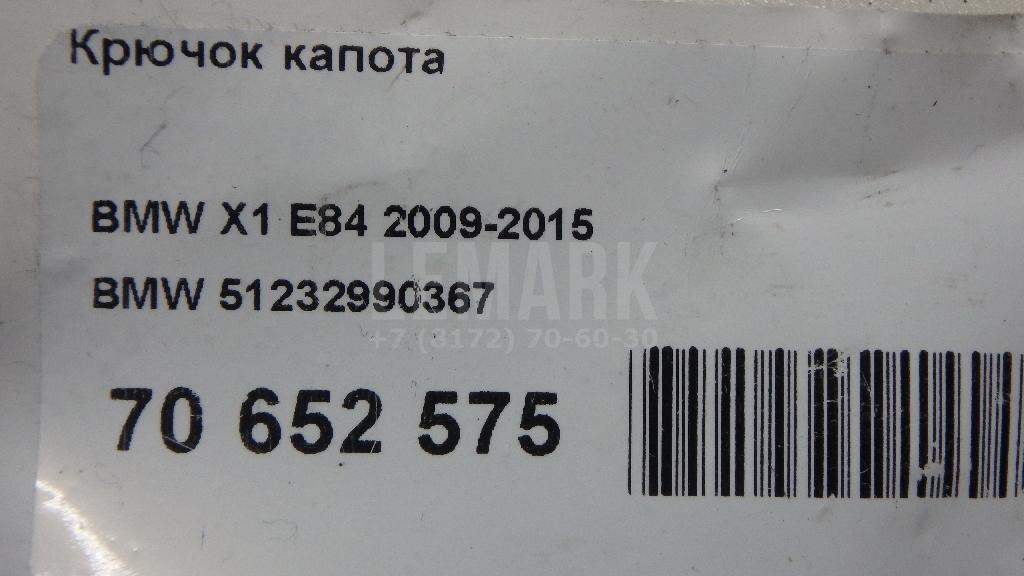 Крючок капота
BMW X1 E84 2009-2015
BMW 51232990367
LEMARK
+7 (8172) 70-60-30
70 652 575